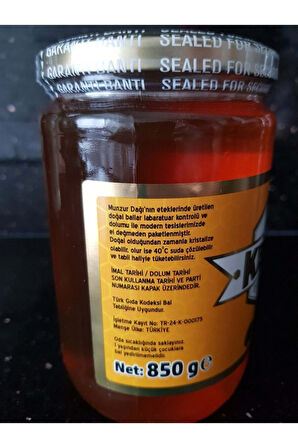 GARANTİ BANTI
SEALED FOR
GARANTİ BANTI
SEALED FOR
Munzur Dağı'nın eteklerinde üretilen
doğal ballar labaratuar kontrolü ve
dolumu ile modern tesislerimizde
el değmeden paketlenmiştir.
Doğal olduğundan zamanla kristalize
olabilir, olur ise 40°C suda çözülebilir
ve tabii haliyle tüketebilirsiniz.
İMAL TARİHİ / DOLUM TARİHİ
SON KULLANMA TARİHİ VE PARTİ
NUMARASI KAPAK ÜZERİNDEDİR.
Türk Gıda Kodeksi Bal
Tebliğine Uygundur.
İşletme Kayıt No: TR-24-K-000175
Menşe Ülke: TÜRKİYE
Oda sıcaklığında saklayınız.
1 yaşından küçük çocuklara
bal yedirilmemelidir.
Net: 850 g℮